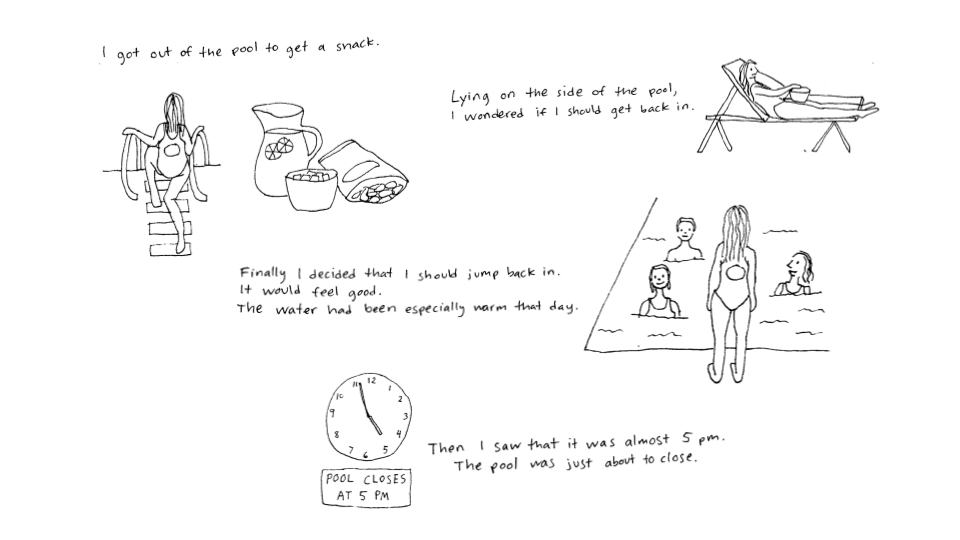 I got out of the pool to get a snack.
Lying on the side of the pool,
I wondered if I should get back in.
Finally I decided that I should jump back in.
It would feel good.
The water had been especially warm that day.
12
11
1
10
2
9
3
8
4
7
5
6
Then I saw that it was almost 5 pm.
The pool was just about to close.
POOL CLOSES
AT 5 PM